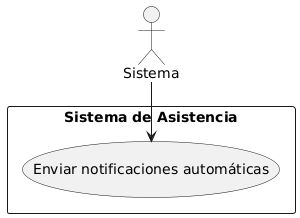 Sistema
Sistema de Asistencia
Enviar notificaciones automáticas